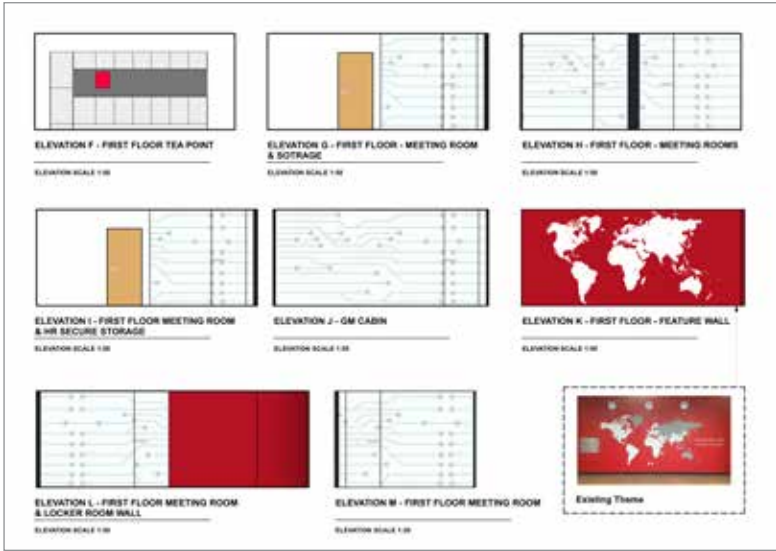 ELEVATION F - FIRST FLOOR TEA POINT
ELEVATION SCALE 1:50
ELEVATION G - FIRST FLOOR - MEETING ROOM
& SOTRAGE
ELEVATION SCALE 1:50
ELEVATION H - FIRST FLOOR - MEETING ROOMS
ELEVATION SCALE 1:50
ELEVATION I - FIRST FLOOR MEETING ROOM
& HR SECURE STORAGE
ELEVATION SCALE 1:50
ELEVATION J - GM CABIN
ELEVATION SCALE 1:50
ELEVATION K - FIRST FLOOR - FEATURE WALL
ELEVATION SCALE 1:50
ELEVATION L - FIRST FLOOR MEETING ROOM
& LOCKER ROOM WALL
ELEVATION SCALE 1:50
ELEVATION M - FIRST FLOOR MEETING ROOM
ELEVATION SCALE 1:50
Existing Theme